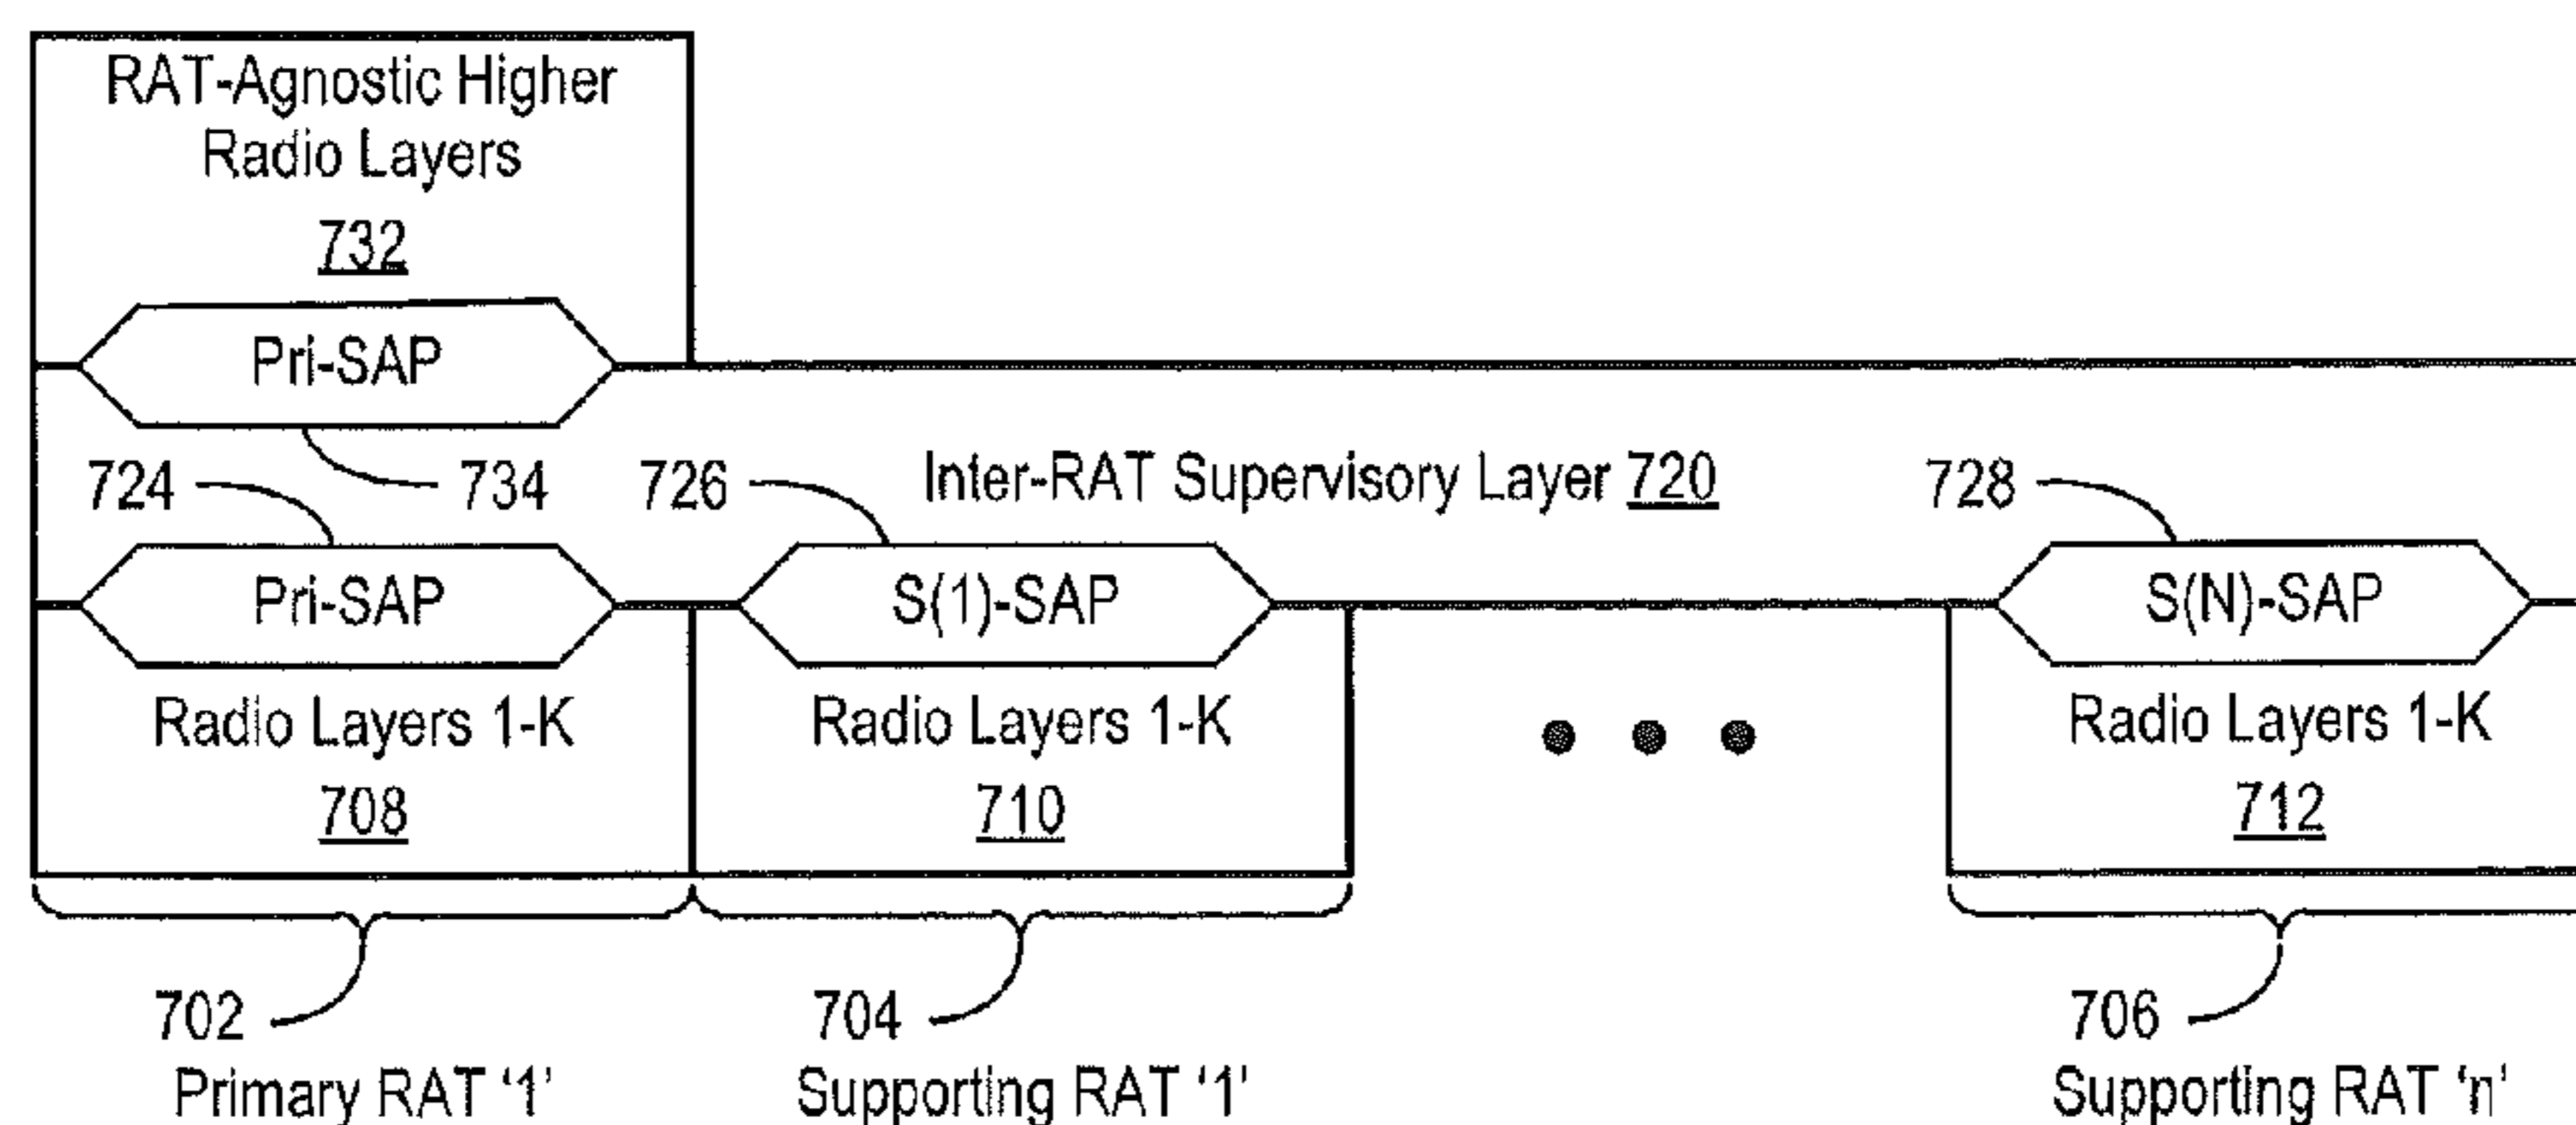 RAT-Agnostic Higher
Radio Layers
732
Pri-SAP
724
734
726
Inter-RAT Supervisory Layer 720
728
Pri-SAP
S(1)-SAP
S(N)-SAP
Radio Layers 1-K
708
Radio Layers 1-K
710
Radio Layers 1-K
712
702
Primary RAT ‘1’
704
Supporting RAT ‘1’
706
Supporting RAT ‘n’